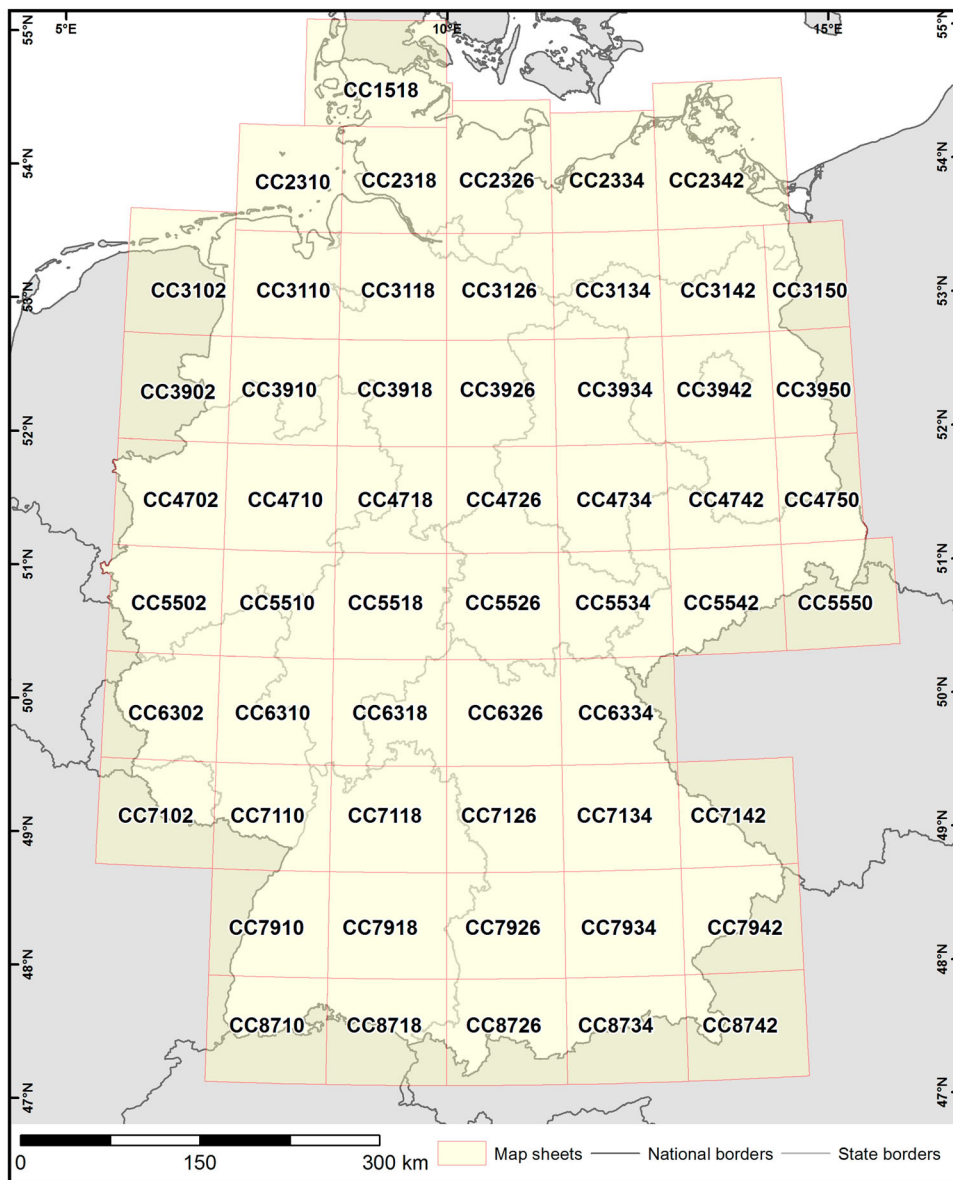 5°E 10°E 15°E
55°N 55°N
CC1518
54°N 54°N
CC2310 CC2318 CC2326 CC2334 CC2342
53°N CC3102 CC3110 CC3118 CC3126 CC3134 CC3142 CC3150 53°N
CC3902 CC3910 CC3918 CC3926 CC3934 CC3942 CC3950
52°N 52°N
CC4702 CC4710 CC4718 CC4726 CC4734 CC4742 CC4750
51°N 51°N
CC5502 CC5510 CC5518 CC5526 CC5534 CC5542 CC5550
50°N 50°N
CC6302 CC6310 CC6318 CC6326 CC6334
CC7102 CC7110 CC7118 CC7126 CC7134 CC7142
49°N 49°N
CC7910 CC7918 CC7926 CC7934 CC7942
48°N 48°N
CC8710 CC8718 CC8726 CC8734 CC8742
47°N 47°N
0 150 300 km
Map sheets National borders State borders